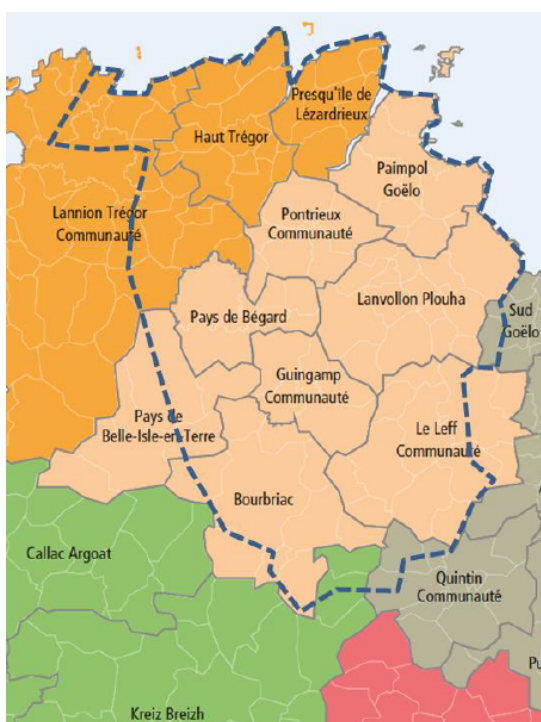 Presqu'île de
Lézardrieux
Haut Trégor
Paimpol
Goëlo
Lannion Trégor
Communauté
Pontrieux
Communauté
Lanvollon Plouha
Sud
Goëlo
Pays de Bégard
Guingamp
Communauté
Pays de
Belle-Isle-en-Terre
Le Leff
Communauté
Bourbriac
Callac Argoat
Quintin
Communauté
Pu
Kreiz Breizh